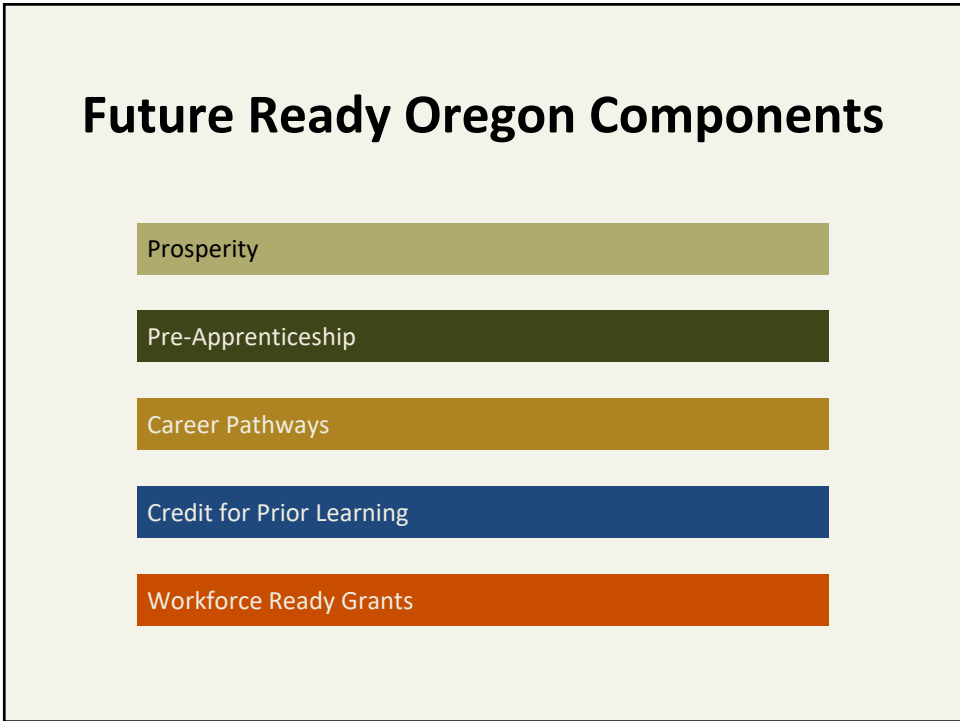 Future Ready Oregon Components
Prosperity
Pre-Apprenticeship
Career Pathways
Credit for Prior Learning
Workforce Ready Grants